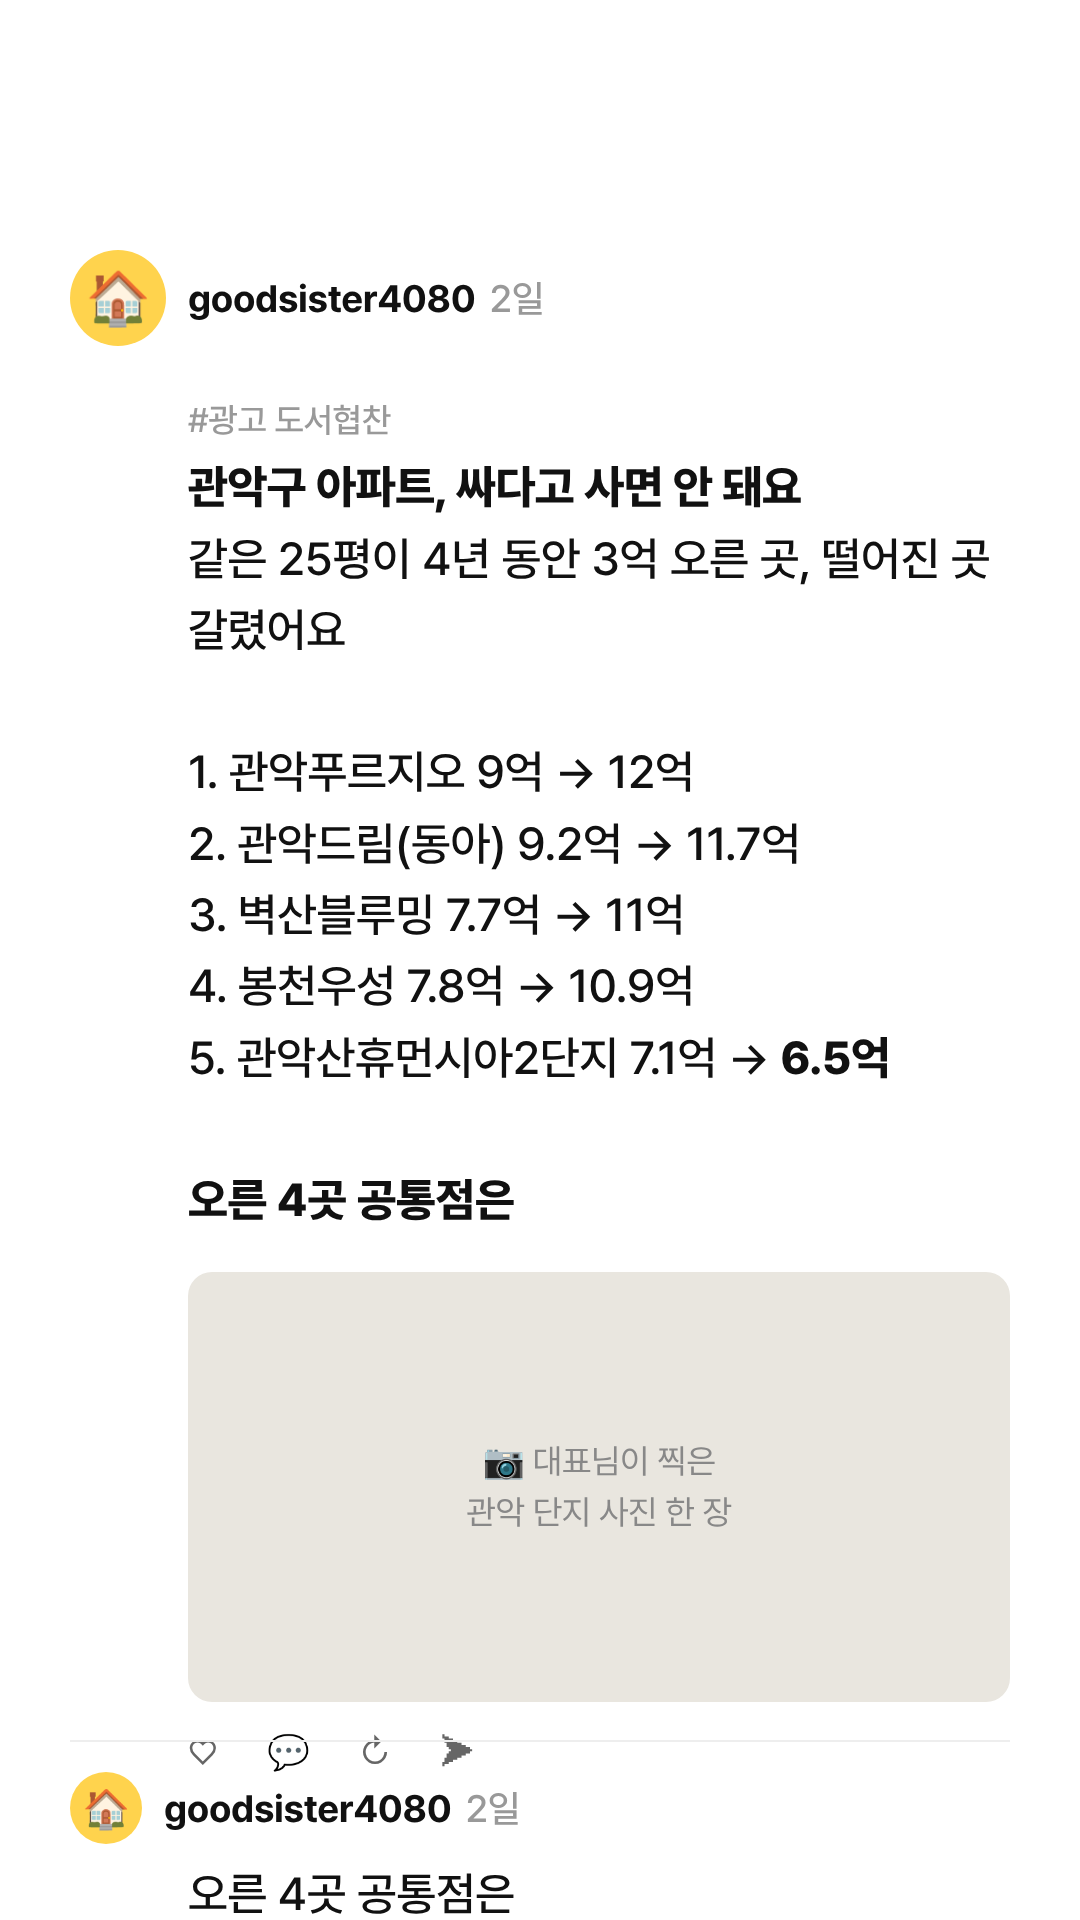 goodsister4080 2일
#광고 도서협찬
관악구 아파트, 싸다고 사면 안 돼요
같은 25평이 4년 동안 3억 오른 곳, 떨어진 곳
갈렸어요
1. 관악푸르지오 9억 → 12억
2. 관악드림(동아) 9.2억 → 11.7억
3. 벽산블루밍 7.7억 → 11억
4. 봉천우성 7.8억 → 10.9억
5. 관악산휴먼시아2단지 7.1억 → 6.5억
오른 4곳 공통점은
📷 대표님이 찍은
관악 단지 사진 한 장
goodsister4080 2일
오른 4곳 공통점은